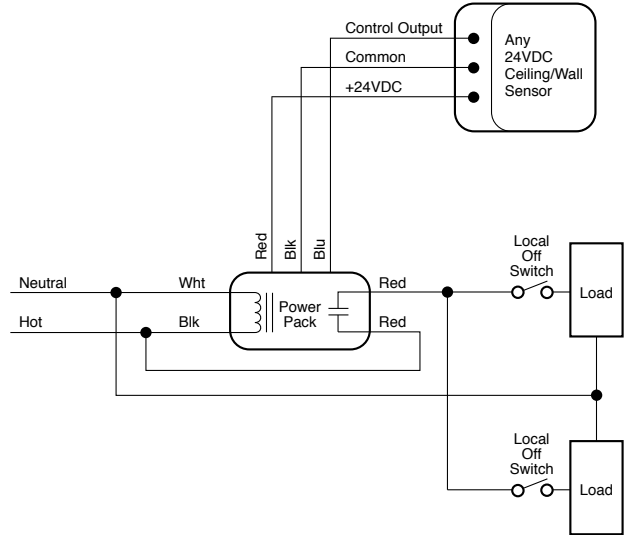 Control Output
Common
+24VDC
Any
24VDC
Ceiling/Wall
Sensor
Red
Blk
Blu
Neutral
Wht
Hot
Blk
Power
Pack
Red
Red
Local
Off
Switch
Load
Local
Off
Switch
Load